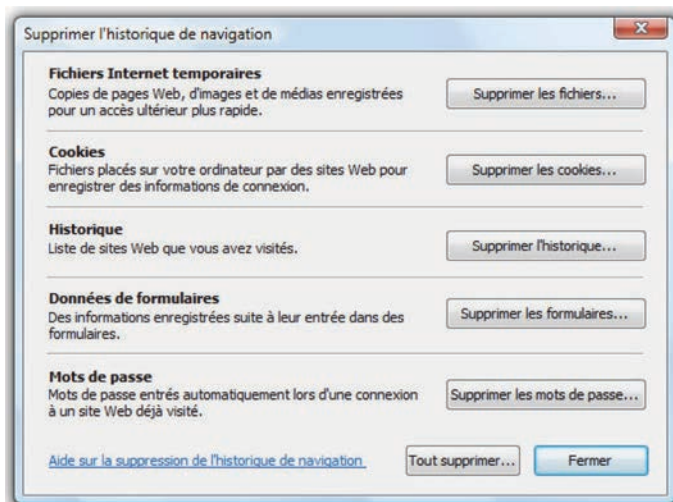 Supprimer l'historique de navigation
Fichiers Internet temporaires
Copies de pages Web, d'images et de médias enregistrées
pour un accès ultérieur plus rapide.
Supprimer les fichiers...
Cookies
Fichiers placés sur votre ordinateur par des sites Web pour
enregistrer des informations de connexion.
Supprimer les cookies...
Historique
Liste de sites Web que vous avez visités.
Supprimer l'historique...
Données de formulaires
Des informations enregistrées suite à leur entrée dans des
formulaires.
Supprimer les formulaires...
Mots de passe
Mots de passe entrés automatiquement lors d'une connexion
à un site Web déjà visité.
Supprimer les mots de passe...
Aide sur la suppression de l'historique de navigation
Tout supprimer...
Fermer